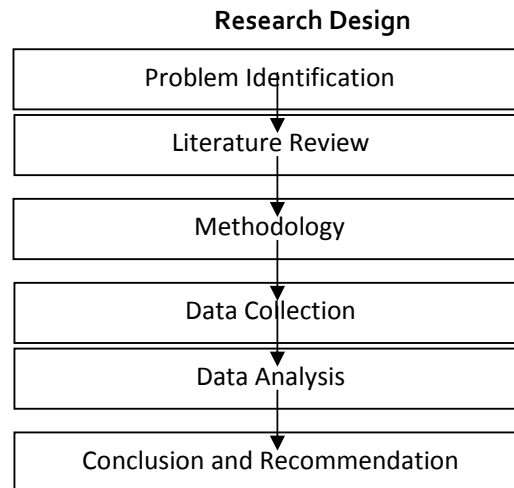 Research Design
Problem Identification
Literature Review
Methodology
Data Collection
Data Analysis
Conclusion and Recommendation